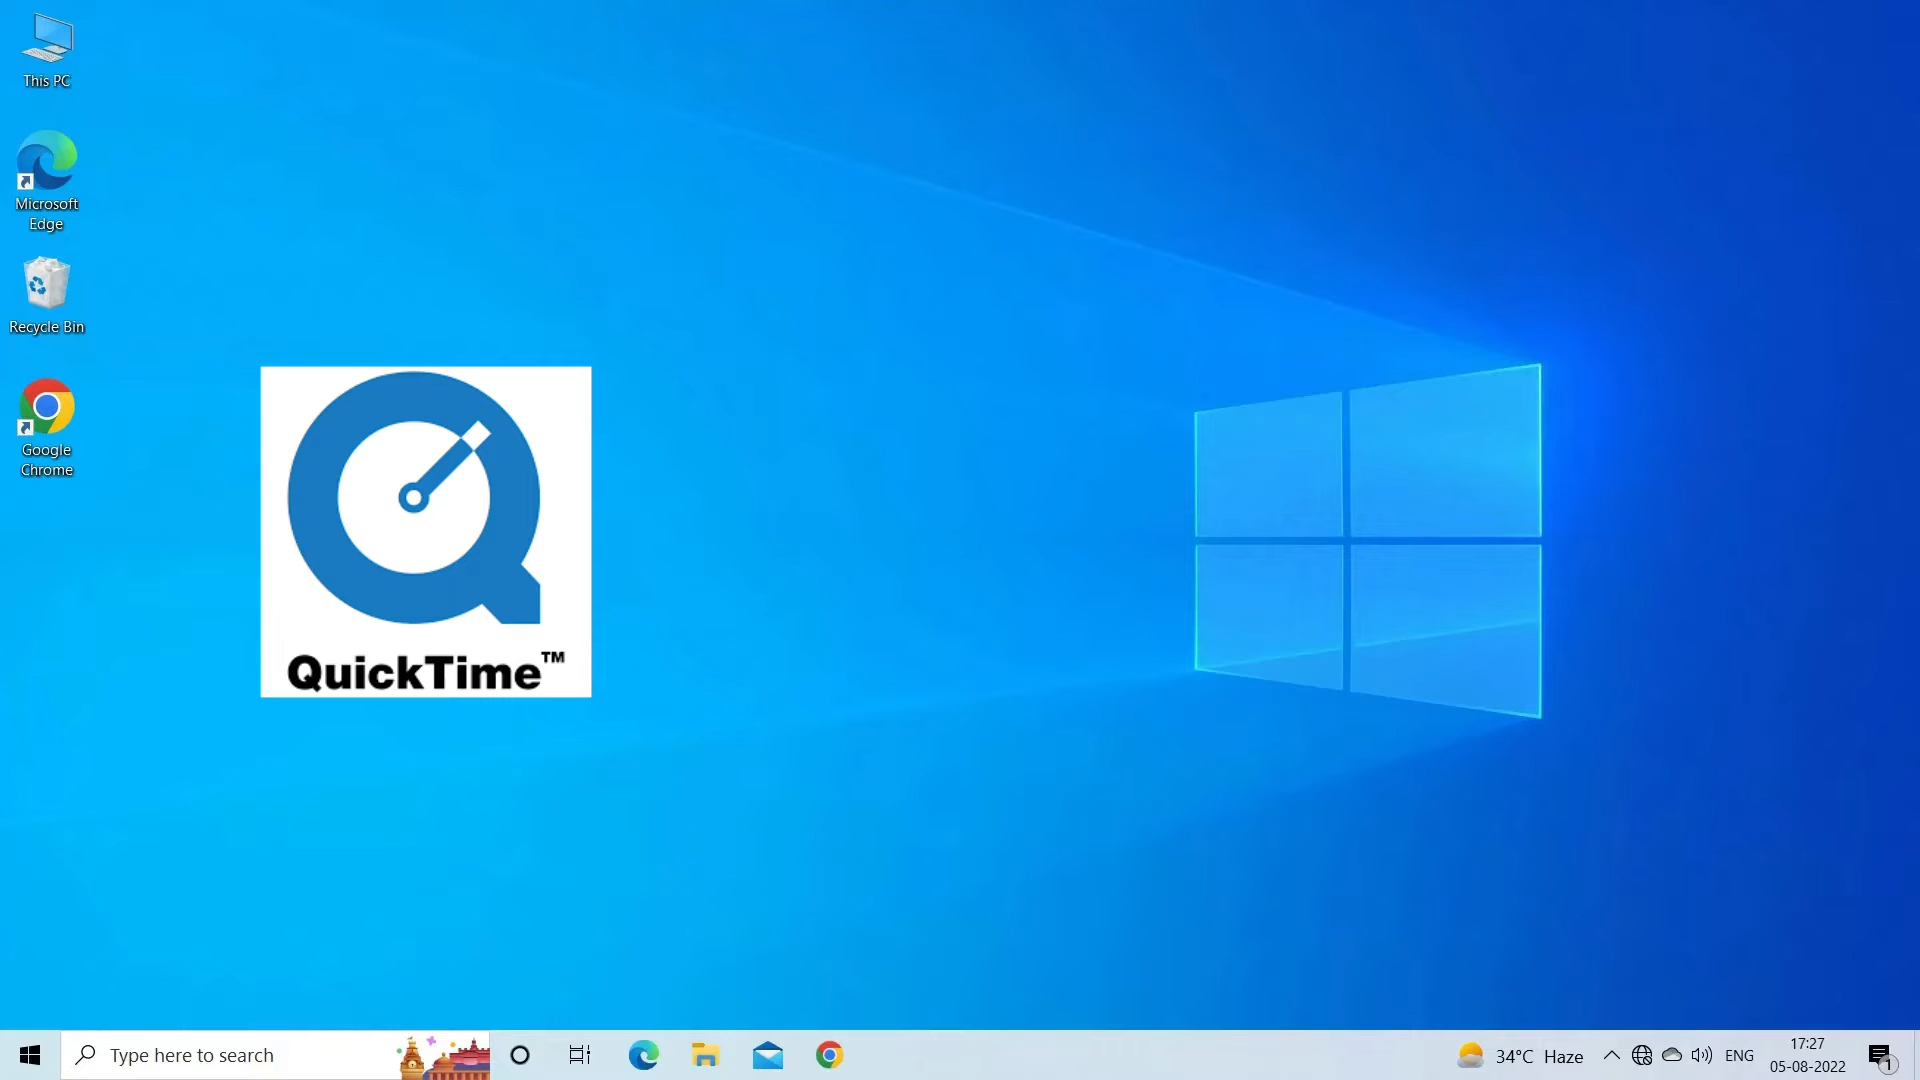 This PC
Microsoft
Edge
Recycle Bin
Google
Chrome
QuickTime™
Type here to search
34°C Haze
ENG
17:27
05-08-2022
1